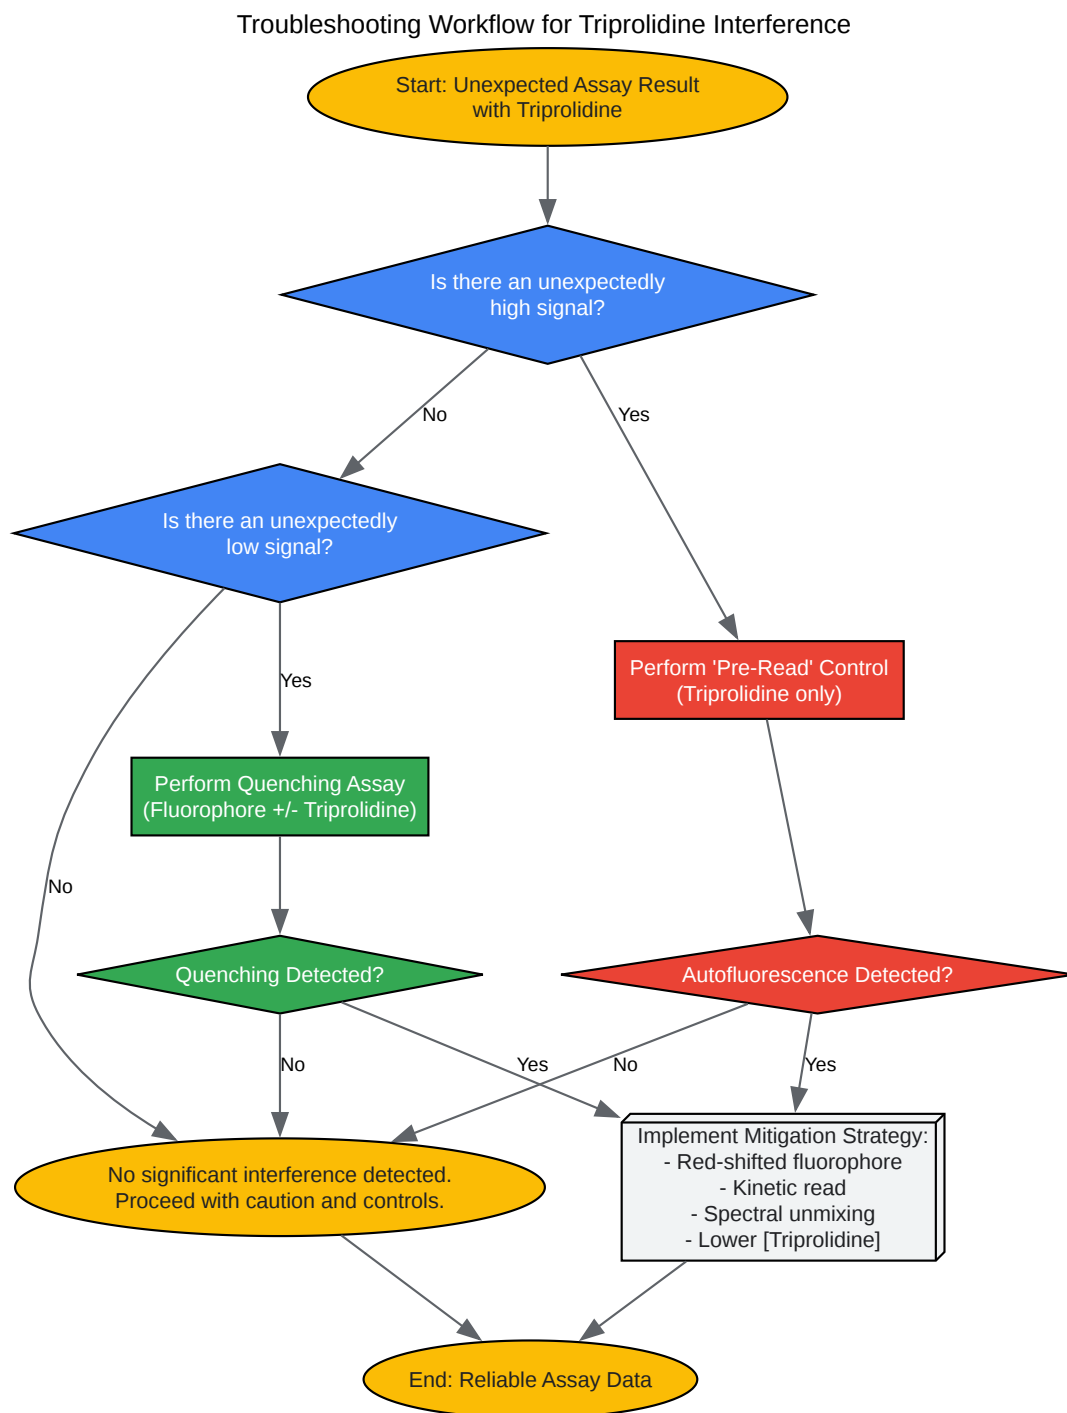 Troubleshooting Workflow for Triprolidine Interference
Start: Unexpected Assay Result
with Triprolidine
Is there an unexpectedly
high signal?
No
Yes
Is there an unexpectedly
low signal?
Yes
Perform 'Pre-Read' Control
(Triprolidine only)
Perform Quenching Assay
(Fluorophore +/- Triprolidine)
No
Quenching Detected?
Autofluorescence Detected?
No
Yes
No
Yes
Implement Mitigation Strategy:
- Red-shifted fluorophore
- Kinetic read
- Spectral unmixing
- Lower [Triprolidine]
No significant interference detected.
Proceed with caution and controls.
End: Reliable Assay Data